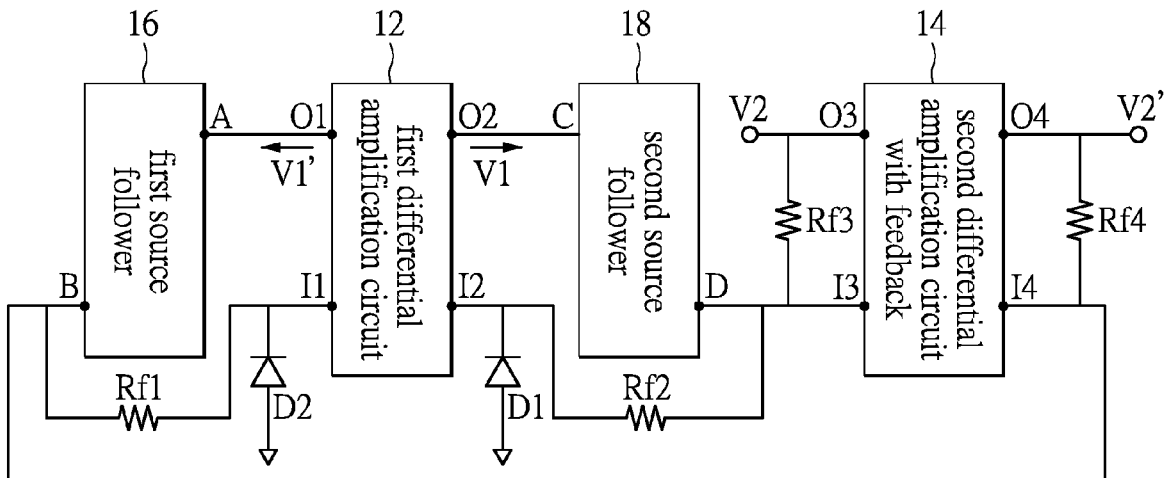 16
12
18
14
A
O1
O2
C
V2
O3
O4
V2'
V1'
V1
first source
follower
first differential
amplification circuit
second source
follower
second differential
amplification circuit
with feedback
Rf3
Rf4
B
I1
I2
D
I3
I4
Rf1
D2
D1
Rf2